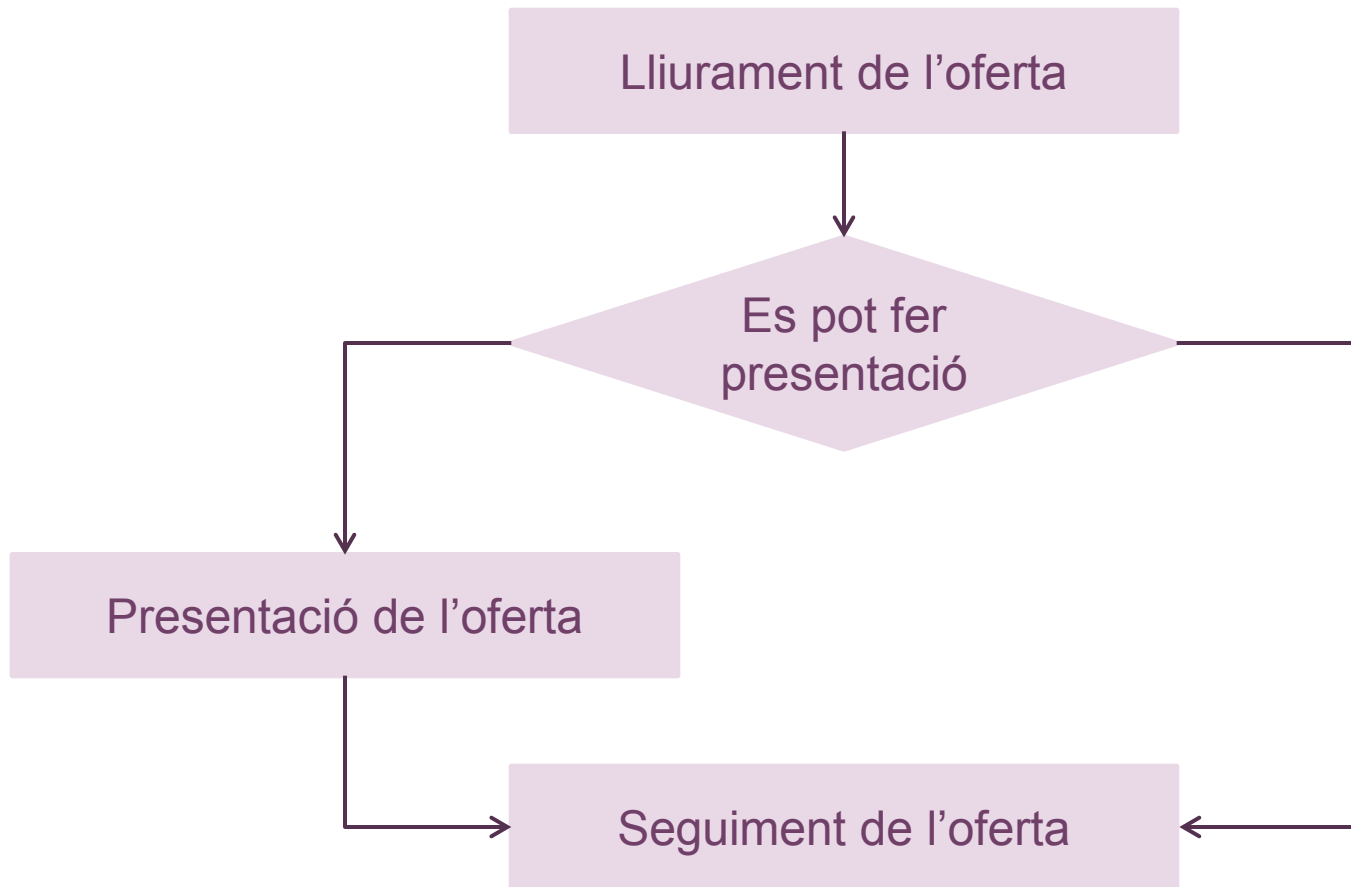 Lliurament de l’oferta
Es pot fer
presentació
Presentació de l’oferta
Seguiment de l’oferta